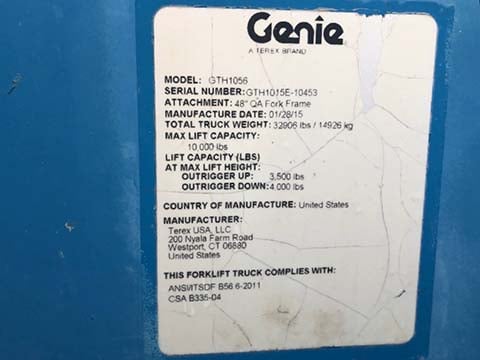 Genie
A TEREX BRAND
MODEL: GTH1056
SERIAL NUMBER: GTH1015E-10453
ATTACHMENT: 48" QA Fork Frame
MANUFACTURE DATE: 01/28/15
TOTAL TRUCK WEIGHT: 32906 lbs / 14926 kg
MAX LIFT CAPACITY:
10,000 lbs
LIFT CAPACITY (LBS)
AT MAX LIFT HEIGHT:
OUTRIGGER UP: 3,500 lbs
OUTRIGGER DOWN: 4,000 lbs
COUNTRY OF MANUFACTURE: United States
MANUFACTURER:
Terex USA, LLC
200 Nyala Farm Road
Westport, CT 06880
United States
THIS FORKLIFT TRUCK COMPLIES WITH:
ANSI/ITSDF B56.6-2011
CSA B335-04